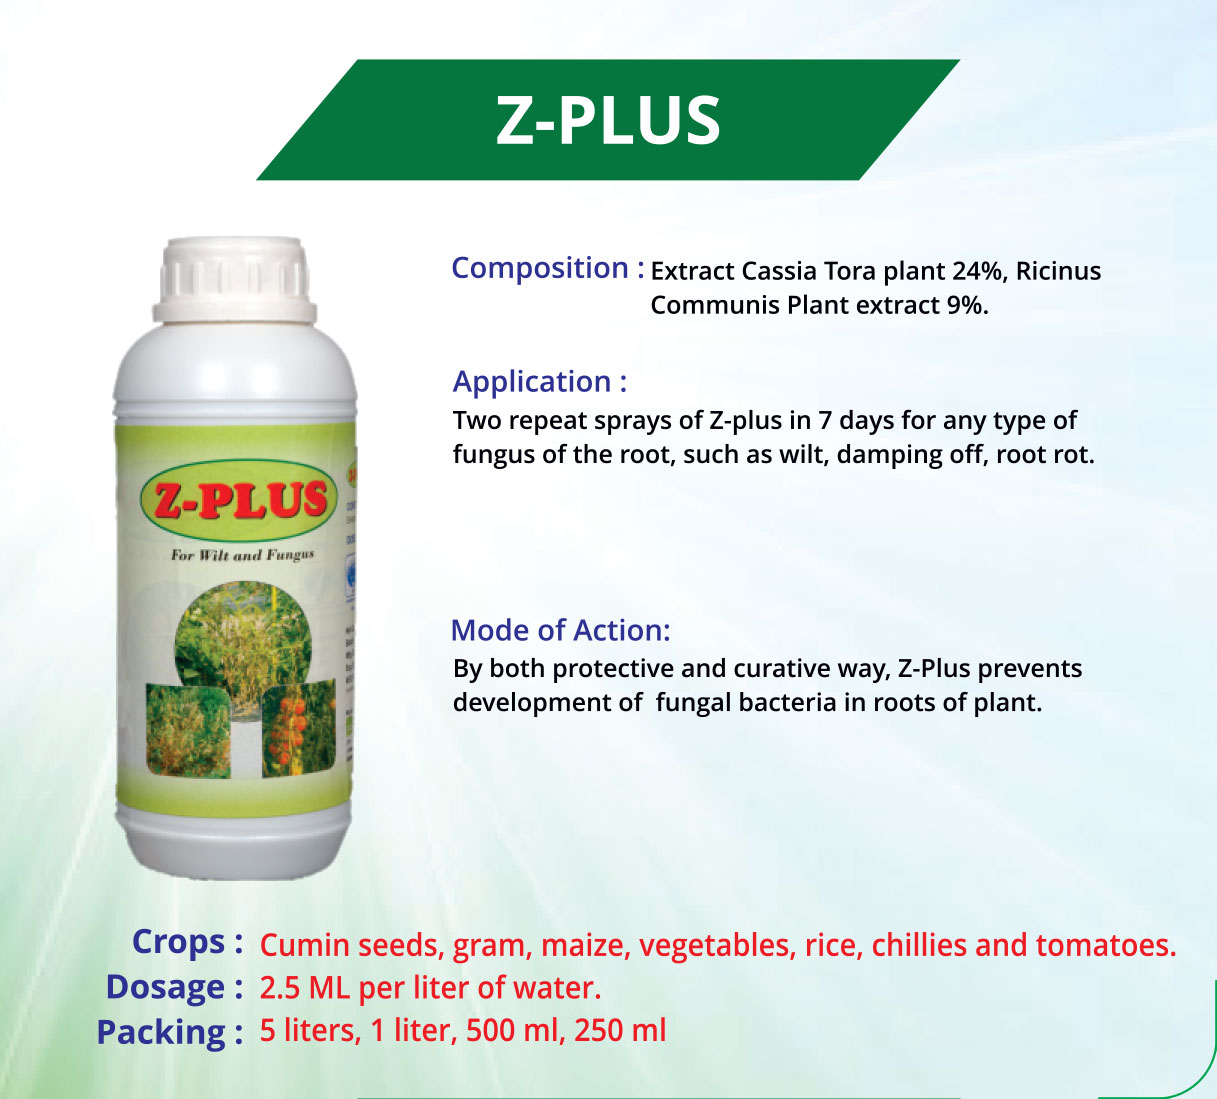 Z-PLUS
Composition : Extract Cassia Tora plant 24%, Ricinus
Communis Plant extract 9%.
Application :
Two repeat sprays of Z-plus in 7 days for any type of
fungus of the root, such as wilt, damping off, root rot.
Z-PLUS
For Wilt and Fungus
Mode of Action:
By both protective and curative way, Z-Plus prevents
development of fungal bacteria in roots of plant.
Crops : Cumin seeds, gram, maize, vegetables, rice, chillies and tomatoes.
Dosage : 2.5 ML per liter of water.
Packing : 5 liters, 1 liter, 500 ml, 250 ml